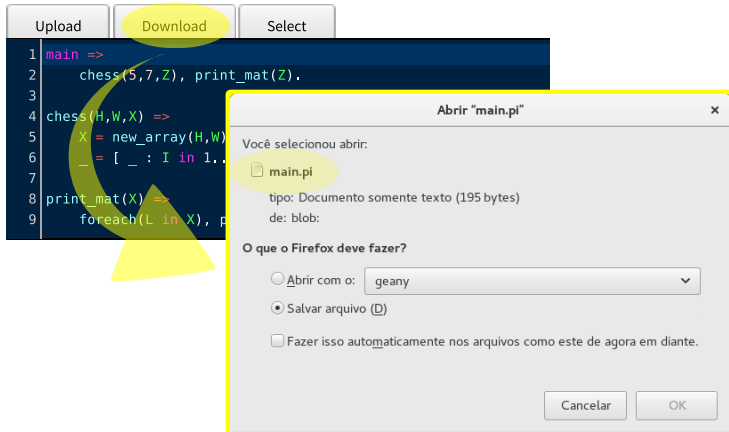 Upload Download Select
1 main =>
2 chess(5,7,Z), print_mat(Z).
3
4 chess(H,W,X) =>
5 X = new_array(H,W)
6 _ = [ _ : I in 1..
7
8 print_mat(X) =>
9 foreach(L in X), p
Abrir “main.pi”
×
Você selecionou abrir:
main.pi
tipo: Documento somente texto (195 bytes)
de: blob:
O que o Firefox deve fazer?
Abrir com o: geany
Salvar arquivo (D)
Fazer isso automaticamente nos arquivos como este de agora em diante.
Cancelar OK